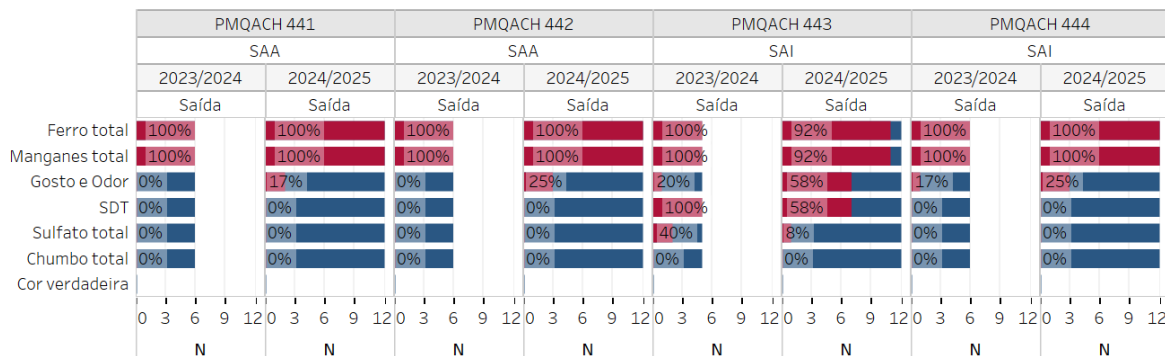 PMQACH 441 PMQACH 442 PMQACH 443 PMQACH 444
SAA SAA SAI SAI
2023/2024 2024/2025 2023/2024 2024/2025 2023/2024 2024/2025 2023/2024 2024/2025
Saída Saída Saída Saída Saída Saída Saída Saída
Ferro total 100% 100% 100% 100% 100% 92% 100% 100%
Manganes total 100% 100% 100% 100% 100% 92% 100% 100%
Gosto e Odor 0% 17% 0% 25% 20% 58% 17% 25%
SDT 0% 0% 0% 0% 100% 58% 0% 0%
Sulfato total 0% 0% 0% 0% 40% 8% 0% 0%
Chumbo total 0% 0% 0% 0% 0% 0% 0% 0%
Cor verdadeira
0 3 6 9 12 0 3 6 9 12 0 3 6 9 12 0 3 6 9 12 0 3 6 9 12 0 3 6 9 12 0 3 6 9 12 0 3 6 9 12
N N N N N N N N